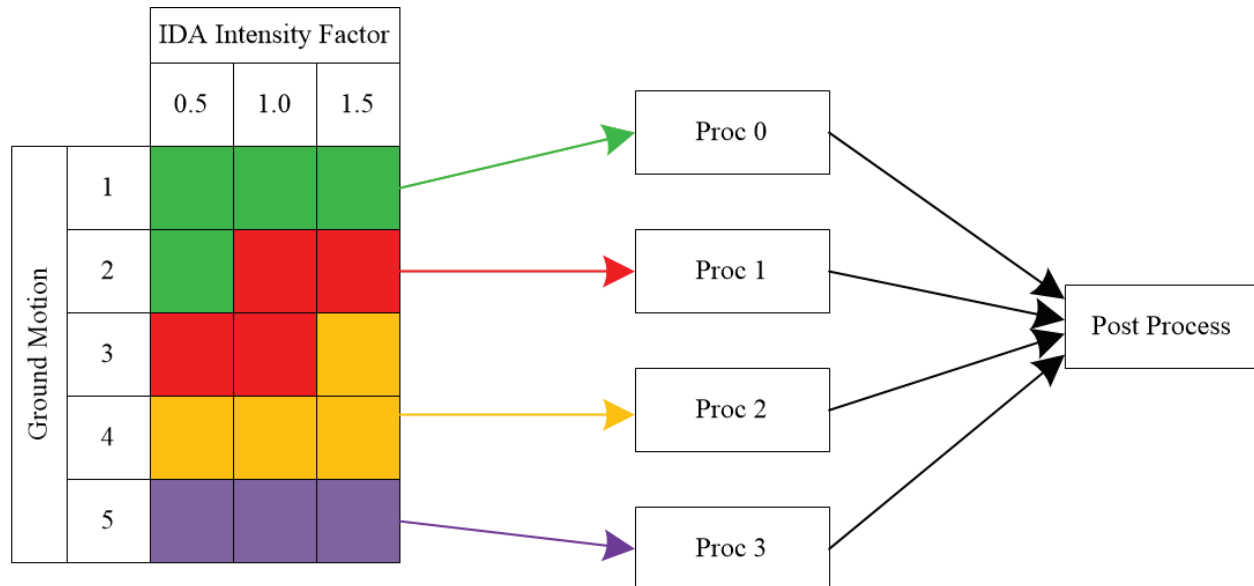 IDA Intensity Factor
0.5 1.0 1.5
Ground Motion
1
2
3
4
5
Proc 0
Proc 1
Proc 2
Proc 3
Post Process